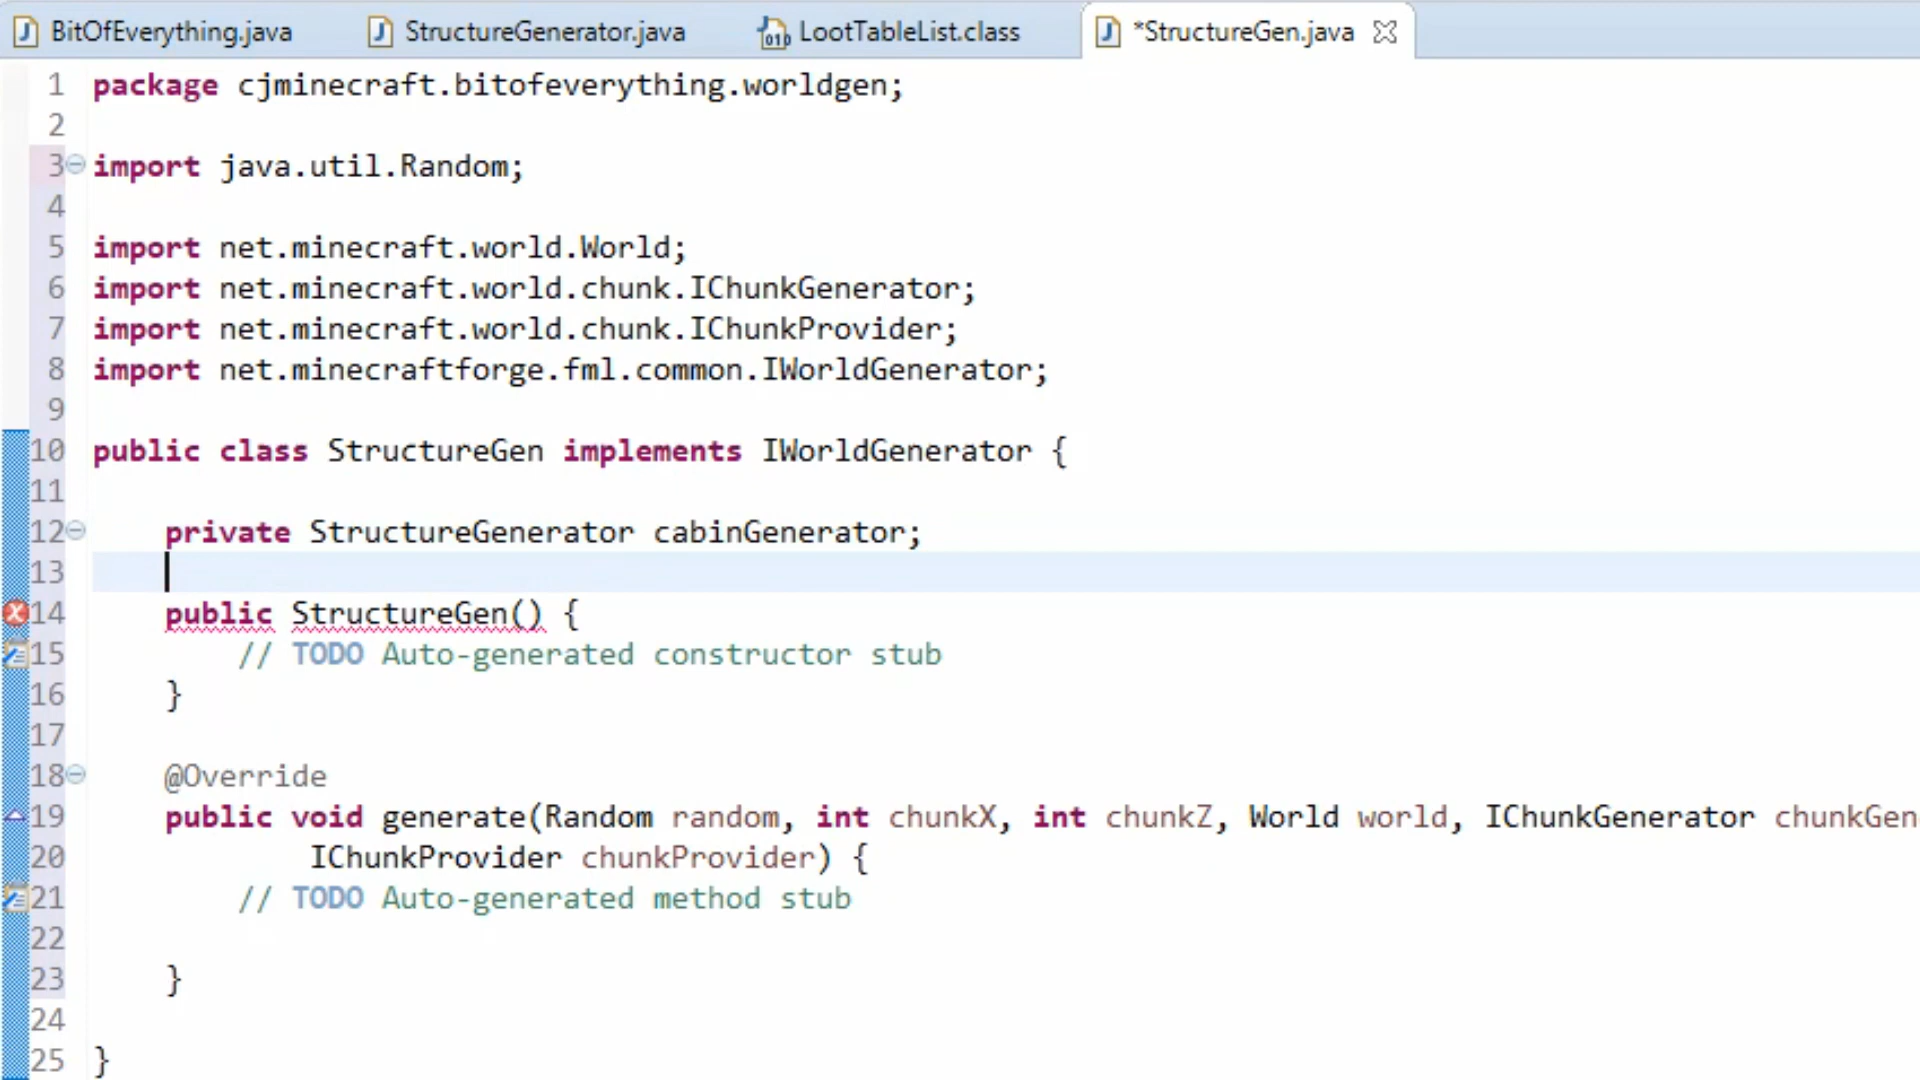 BitOfEverything.java StructureGenerator.java LootTableList.class *StructureGen.java
1 package cjminecraft.bitofeverything.worldgen;
2
3 import java.util.Random;
4
5 import net.minecraft.world.World;
6 import net.minecraft.world.chunk.IChunkGenerator;
7 import net.minecraft.world.chunk.IChunkProvider;
8 import net.minecraftforge.fml.common.IWorldGenerator;
9
10 public class StructureGen implements IWorldGenerator {
11
12 private StructureGenerator cabinGenerator;
13
14 public StructureGen() {
15 // TODO Auto-generated constructor stub
16 }
17
18 @Override
19 public void generate(Random random, int chunkX, int chunkZ, World world, IChunkGenerator chunkGen
20 IChunkProvider chunkProvider) {
21 // TODO Auto-generated method stub
22
23 }
24
25 }